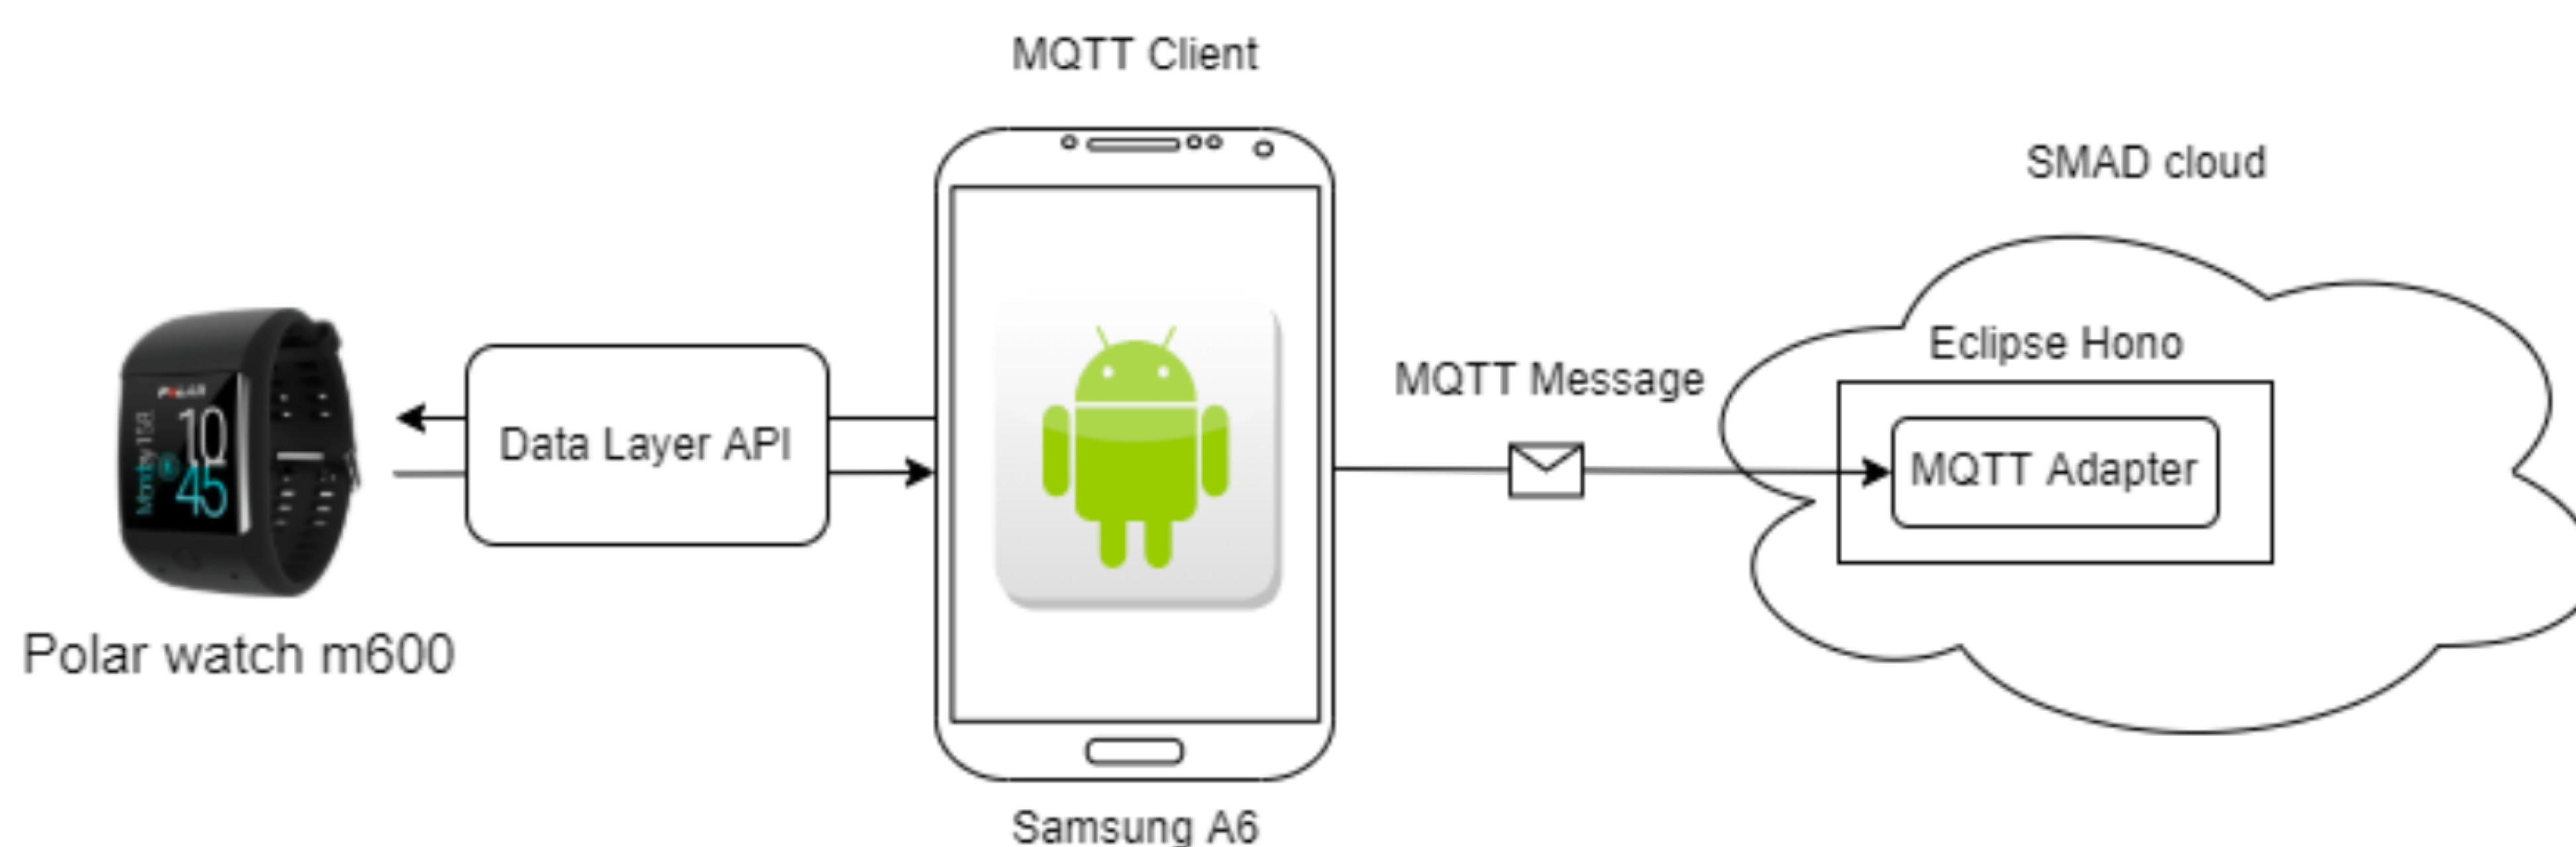 MQTT Client
SMAD cloud
Eclipse Hono
MQTT Message
POLAR
10
Data Layer API
MQTT Adapter
45
Polar watch m600
Samsung A6